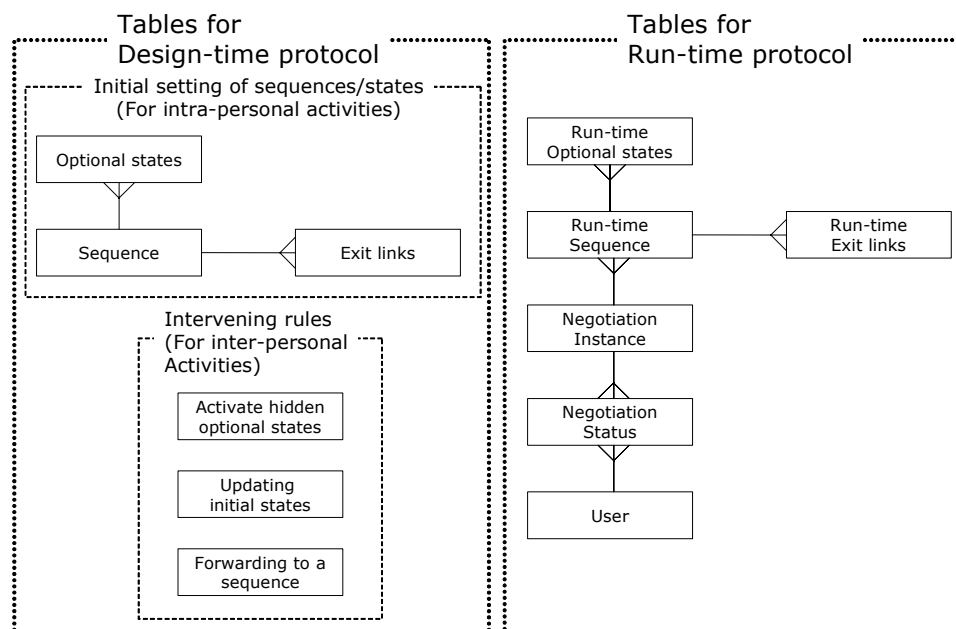 Tables for
Design-time protocol
Initial setting of sequences/states
(For intra-personal activities)
Optional states
Sequence
Exit links
Intervening rules
(For inter-personal
Activities)
Activate hidden
optional states
Updating
initial states
Forwarding to a
sequence
Tables for
Run-time protocol
Run-time
Optional states
Run-time
Sequence
Run-time
Exit links
Negotiation
Instance
Negotiation
Status
User